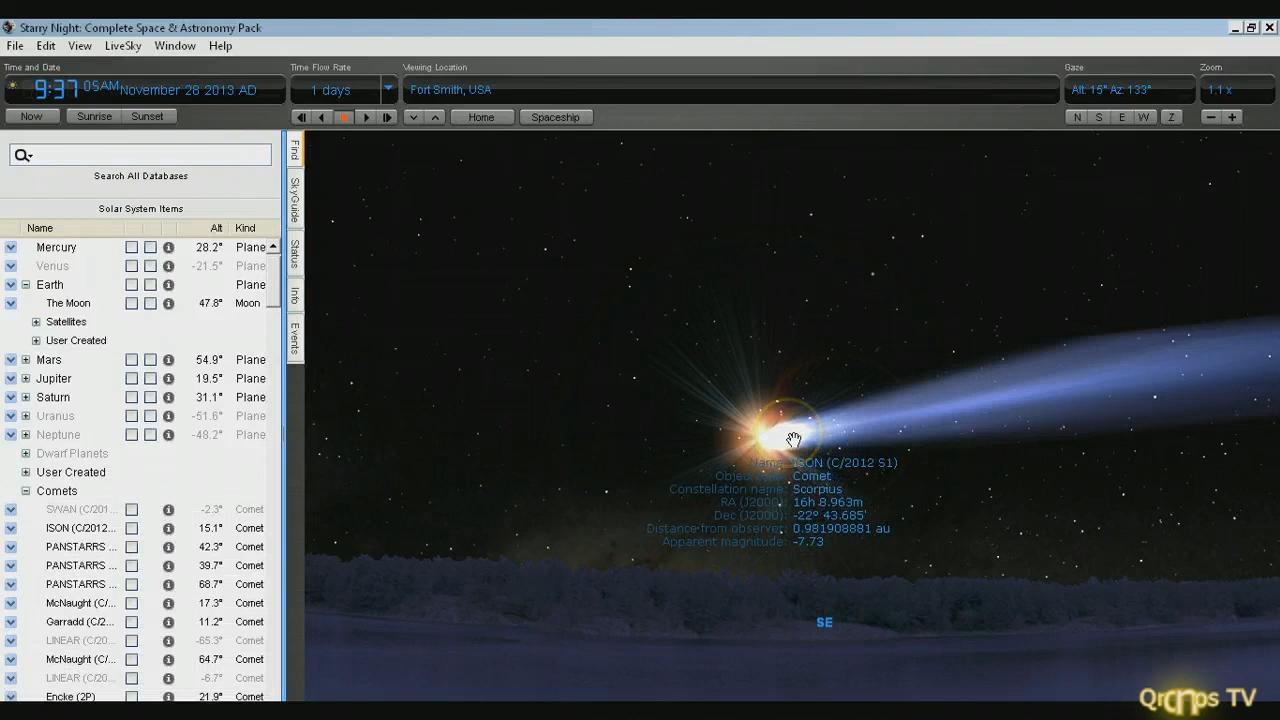 Starry Night: Complete Space & Astronomy Pack
File Edit View LiveSky Window Help
Time and Date
Time Flow Rate
Viewing Location
Gaze
Zoom
9:37 05AM November 28 2013 AD
1 days
Fort Smith, USA
Alt: 15° Az: 133°
1.1 x
Now Sunrise Sunset
Home Spaceship
N S E W Z
Find
SkyGuide
Status
Info
Events
Search All Databases
Solar System Items
Name Alt Kind
Mercury 28.2° Plane
Venus -21.5° Plane
Earth Plane
The Moon 47.8° Moon
Satellites
User Created
Mars 54.9° Plane
Jupiter 19.5° Plane
Saturn 31.1° Plane
Uranus -51.6° Plane
Neptune -48.2° Plane
Dwarf Planets
User Created
Comets
SWAN (C/201... -2.3° Comet
ISON (C/2012... 15.1° Comet
PANSTARRS ... 42.3° Comet
PANSTARRS ... 39.7° Comet
PANSTARRS ... 68.7° Comet
McNaught (C/... 17.3° Comet
Garradd (C/2... 11.2° Comet
LINEAR (C/20... -65.3° Comet
McNaught (C/... 64.7° Comet
LINEAR (C/20... -6.7° Comet
Encke (2P) 21.9° Comet
Name: ISON (C/2012 S1)
Comet
Constellation name: Scorpius
RA (J2000): 16h 8.963m
Dec (J2000): -22° 43.685'
Distance from observer: 0.981908881 au
Apparent magnitude: -7.73
SE
TV